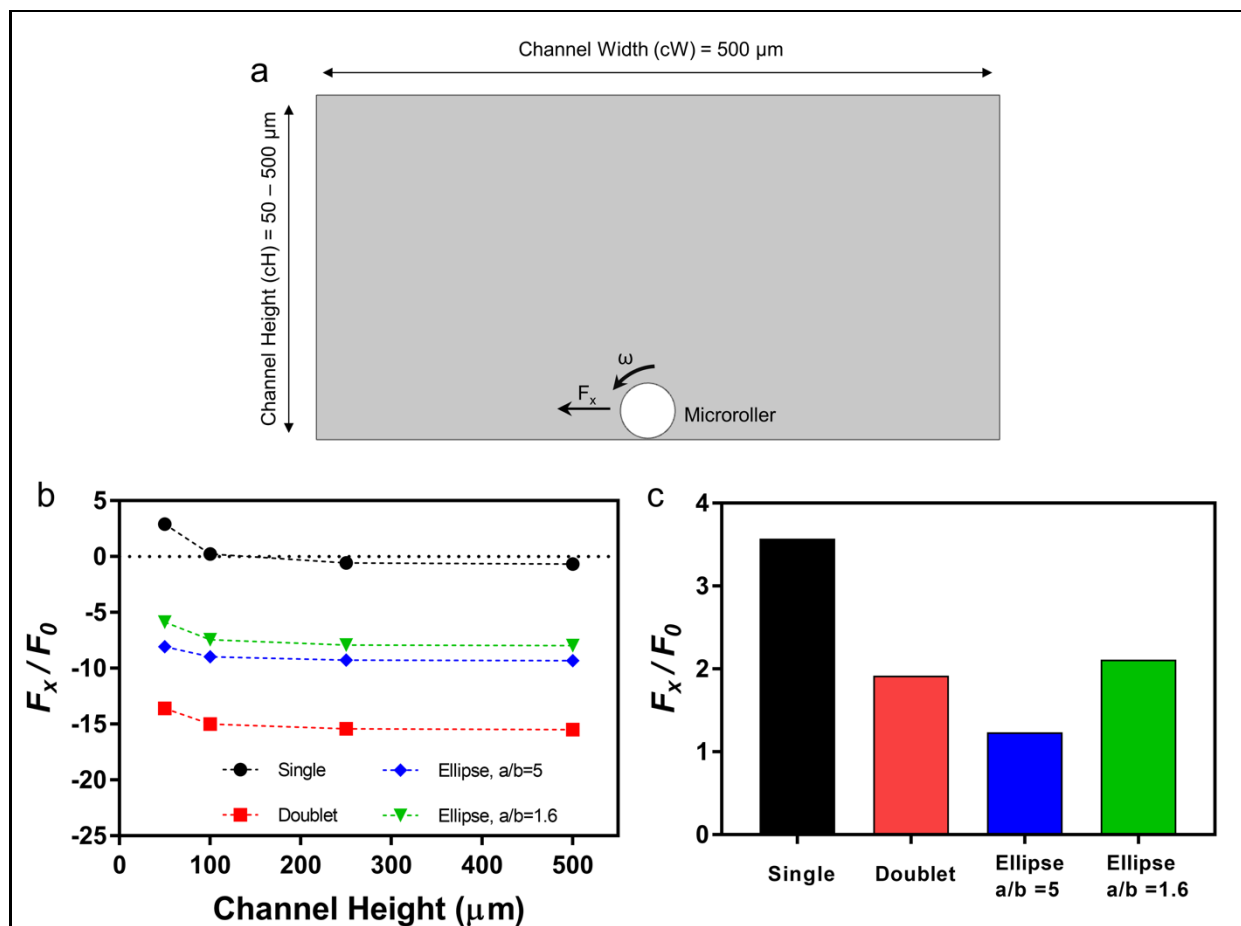 a
Channel Width (cW) = 500 µm
Channel Height (cH) = 50 – 500 µm
ω
Fx
Microroller
b
5
0
-5
-10
-15
-20
-25
Fx / F0
Single
Doublet
Ellipse, a/b=5
Ellipse, a/b=1.6
0
100
200
300
400
500
Channel Height (μm)
c
4
3
2
1
0
Fx / F0
Single
Doublet
Ellipse
a/b =5
Ellipse
a/b =1.6